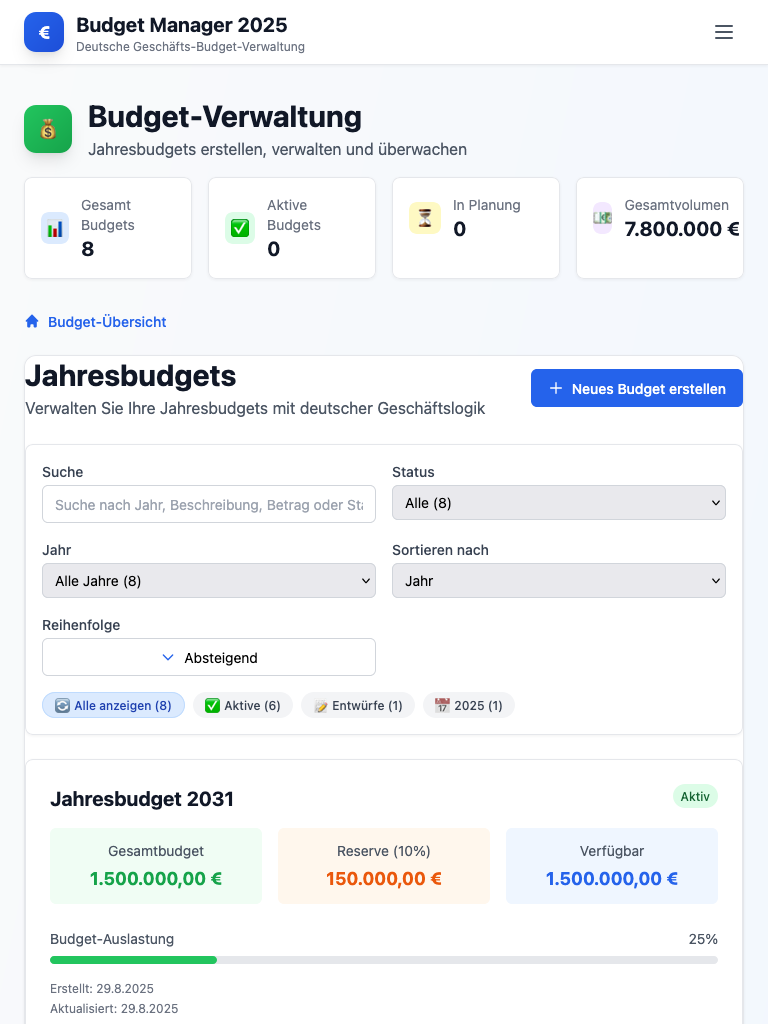 €
Budget Manager 2025
Deutsche Geschäfts-Budget-Verwaltung
Budget-Verwaltung
Jahresbudgets erstellen, verwalten und überwachen
Gesamt
Budgets
8
Aktive
Budgets
0
In Planung
0
Gesamtvolumen
7.800.000 €
Budget-Übersicht
Jahresbudgets
Verwalten Sie Ihre Jahresbudgets mit deutscher Geschäftslogik
Neues Budget erstellen
Suche
Suche nach Jahr, Beschreibung, Betrag oder Sta
Status
Alle (8)
Jahr
Alle Jahre (8)
Sortieren nach
Jahr
Reihenfolge
Absteigend
Alle anzeigen (8)
Aktive (6)
Entwürfe (1)
2025 (1)
Jahresbudget 2031
Aktiv
Gesamtbudget
1.500.000,00 €
Reserve (10%)
150.000,00 €
Verfügbar
1.500.000,00 €
Budget-Auslastung
25%
Erstellt: 29.8.2025
Aktualisiert: 29.8.2025